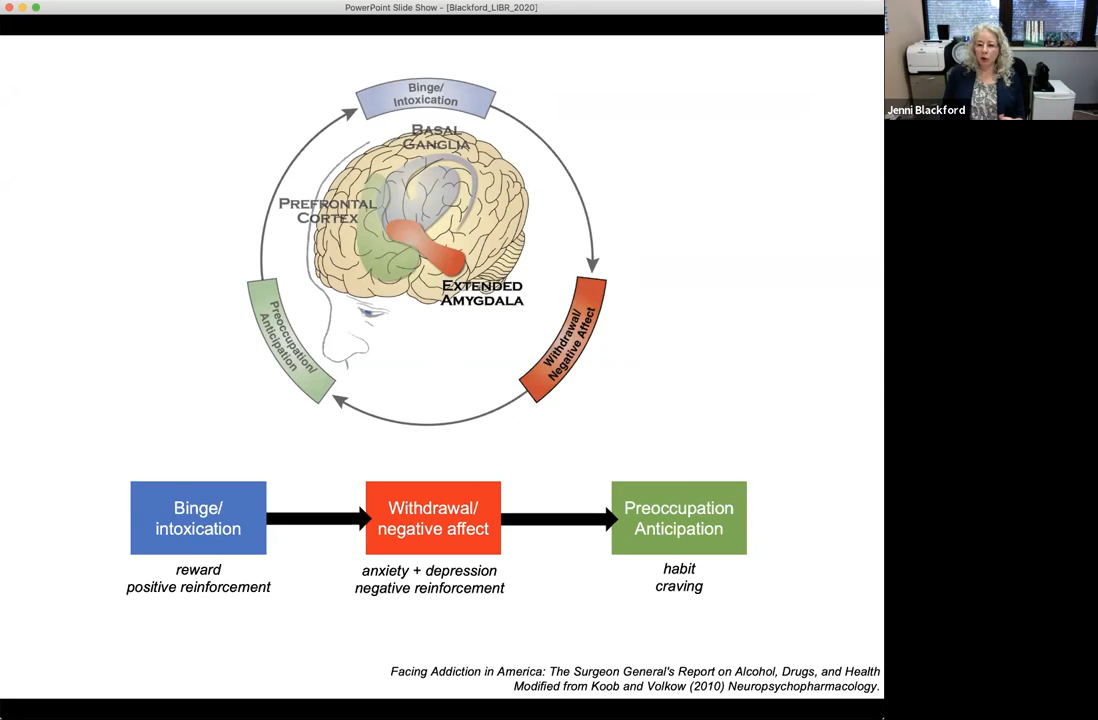 PowerPoint Slide Show - [Blackford_LIBR_2020]
Jenni Blackford
Binge/
Intoxication
BASAL
GANGLIA
PREFRONTAL
CORTEX
EXTENDED
AMYGDALA
Preoccupation/
Anticipation
Withdrawal/
Negative Affect
Binge/
intoxication
Withdrawal/
negative affect
Preoccupation
Anticipation
reward
positive reinforcement
anxiety + depression
negative reinforcement
habit
craving
Facing Addiction in America: The Surgeon General's Report on Alcohol, Drugs, and Health
Modified from Koob and Volkow (2010) Neuropsychopharmacology.